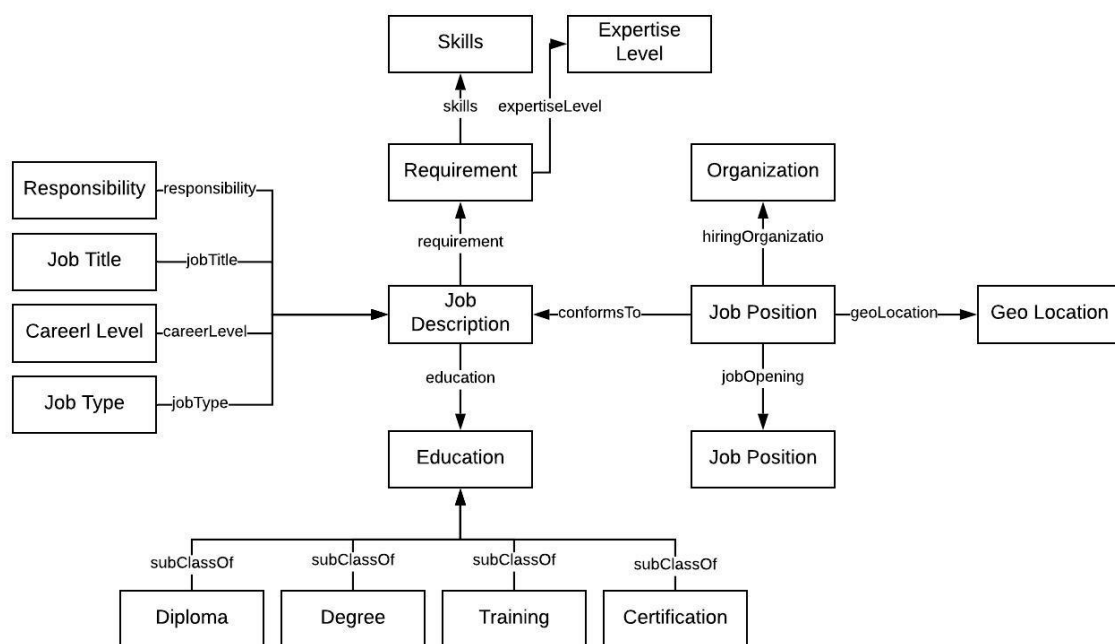 Skills
Expertise
Level
skills
expertiseLevel
Requirement
Organization
Responsibility
responsibility
requirement
hiringOrganizatio
Job Title
jobTitle
Job
Description
conformsTo
Job Position
geoLocation
Geo Location
Careerl Level
careerLevel
education
jobOpening
Job Type
jobType
Education
Job Position
subClassOf
subClassOf
subClassOf
subClassOf
Diploma
Degree
Training
Certification